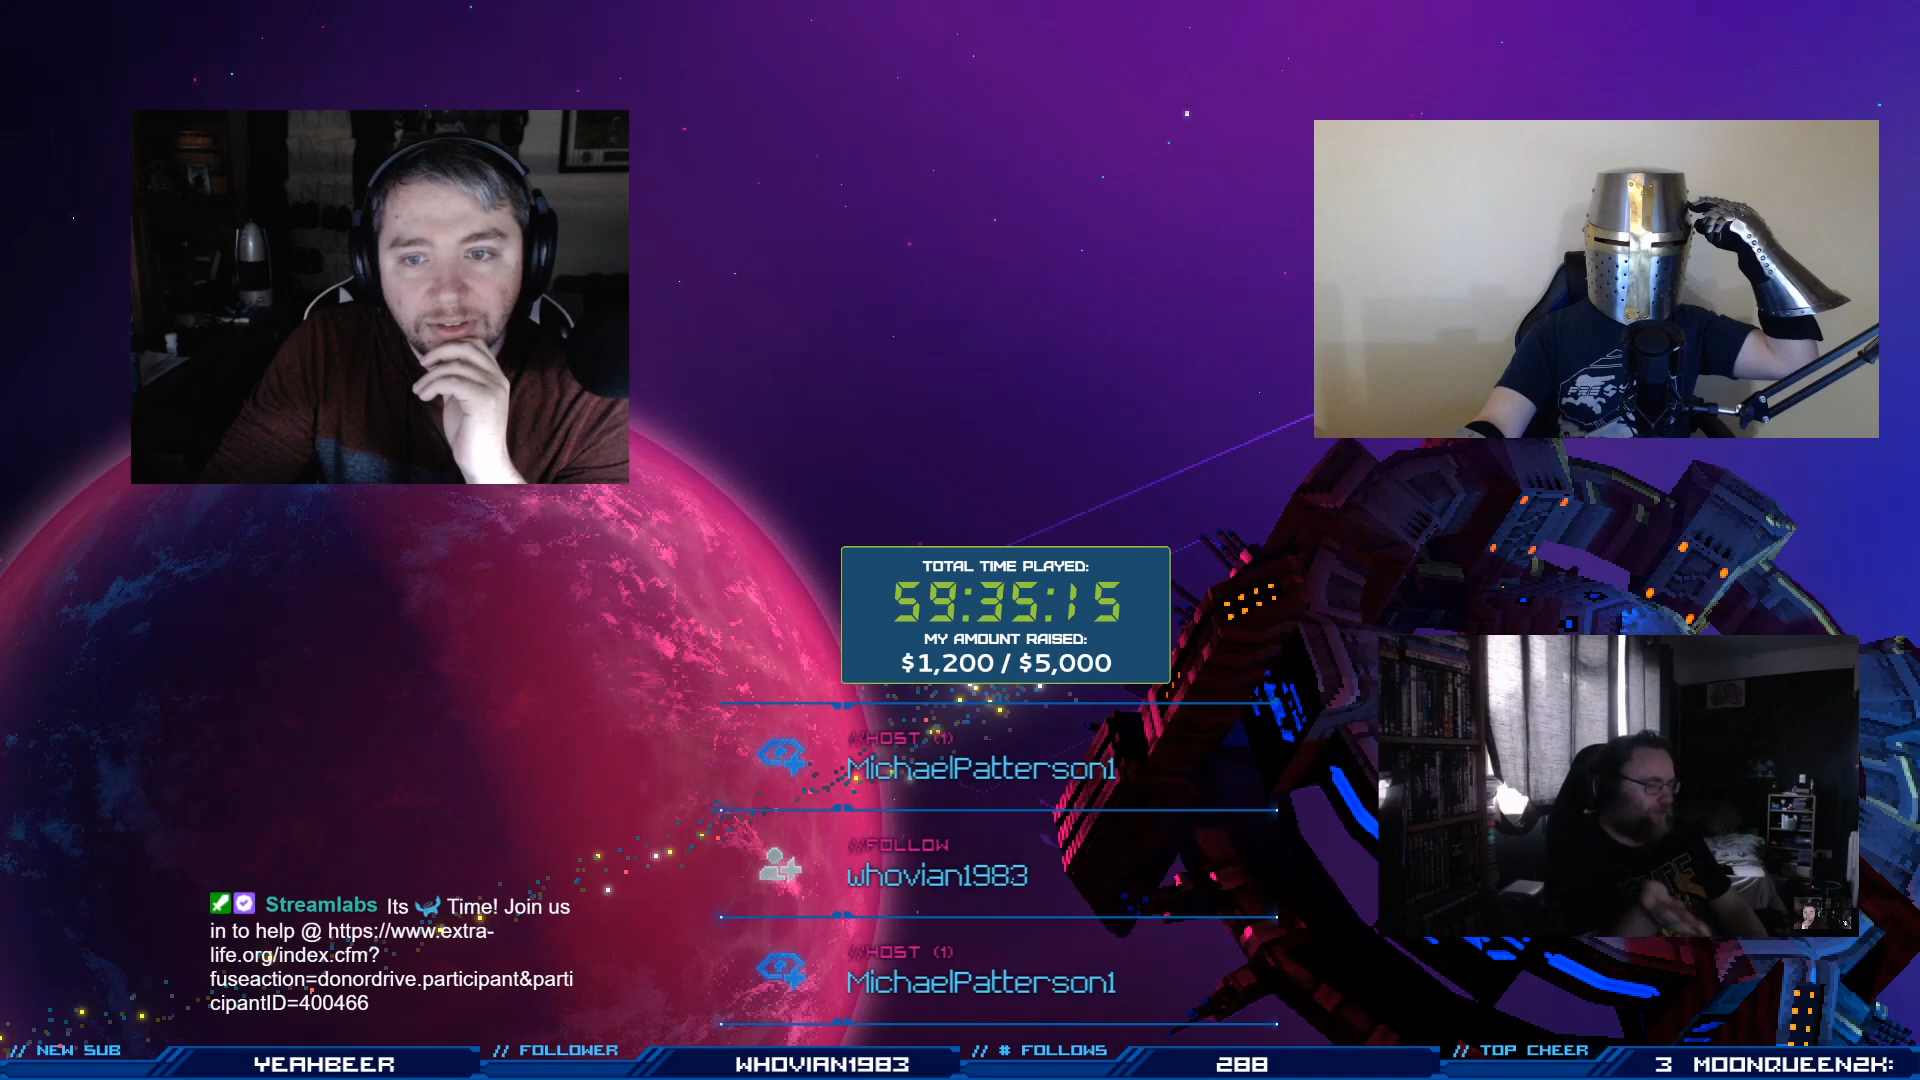 TOTAL TIME PLAYED:
59:35:15
MY AMOUNT RAISED:
$1,200 / $5,000
//HOST (1)
MichaelPatterson1
//FOLLOW
whovian1983
//HOST (1)
MichaelPatterson1
Streamlabs Its Time! Join us
in to help @ https://www.extra-
life.org/index.cfm?
fuseaction=donordrive.participant&parti
cipantID=400466
// NEW SUB
YEAHBEER
// FOLLOWER
WHOVIAN1983
// # FOLLOWS
288
// TOP CHEER
3 MOONQUEEN2K: